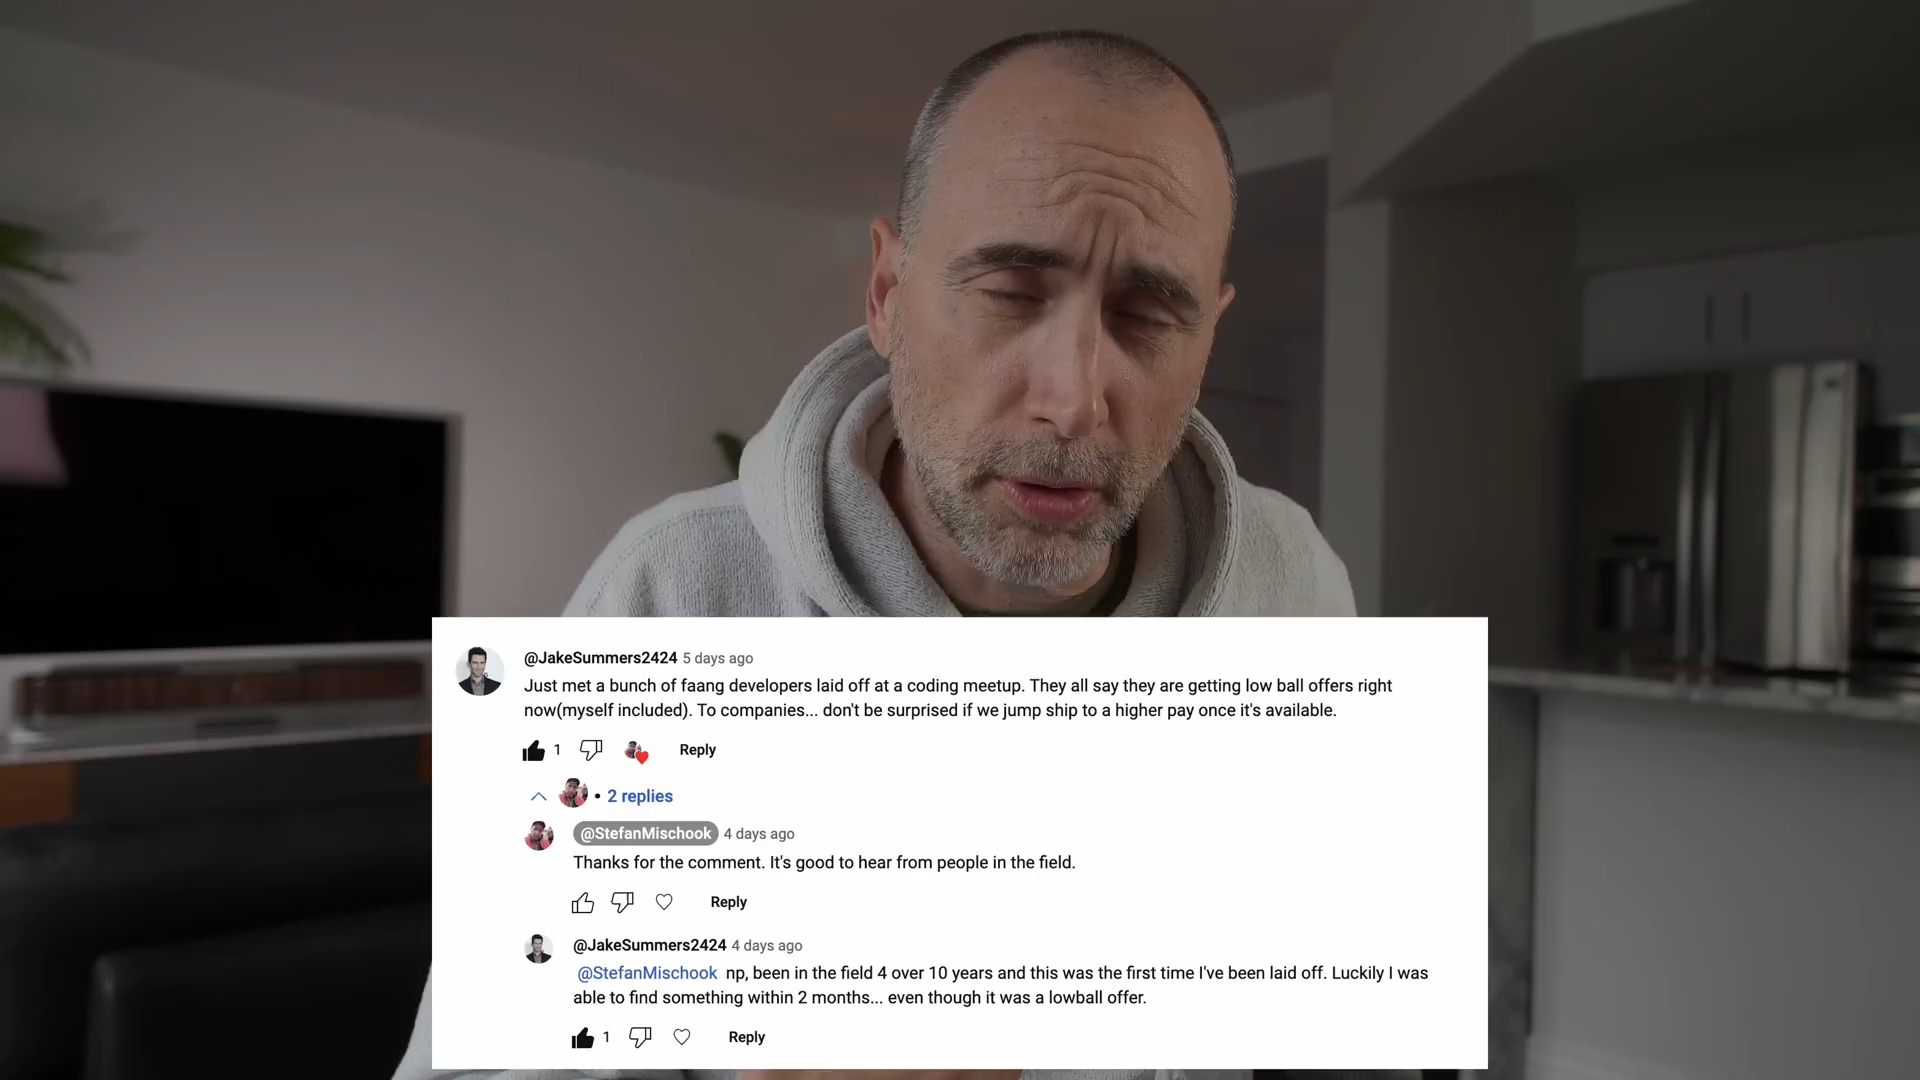 @JakeSummers2424 5 days ago
Just met a bunch of faang developers laid off at a coding meetup. They all say they are getting low ball offers right
now(myself included). To companies... don't be surprised if we jump ship to a higher pay once it's available.
1 Reply
• 2 replies
@StefanMischook 4 days ago
Thanks for the comment. It's good to hear from people in the field.
Reply
@JakeSummers2424 4 days ago
@StefanMischook np, been in the field 4 over 10 years and this was the first time I've been laid off. Luckily I was
able to find something within 2 months... even though it was a lowball offer.
1 Reply